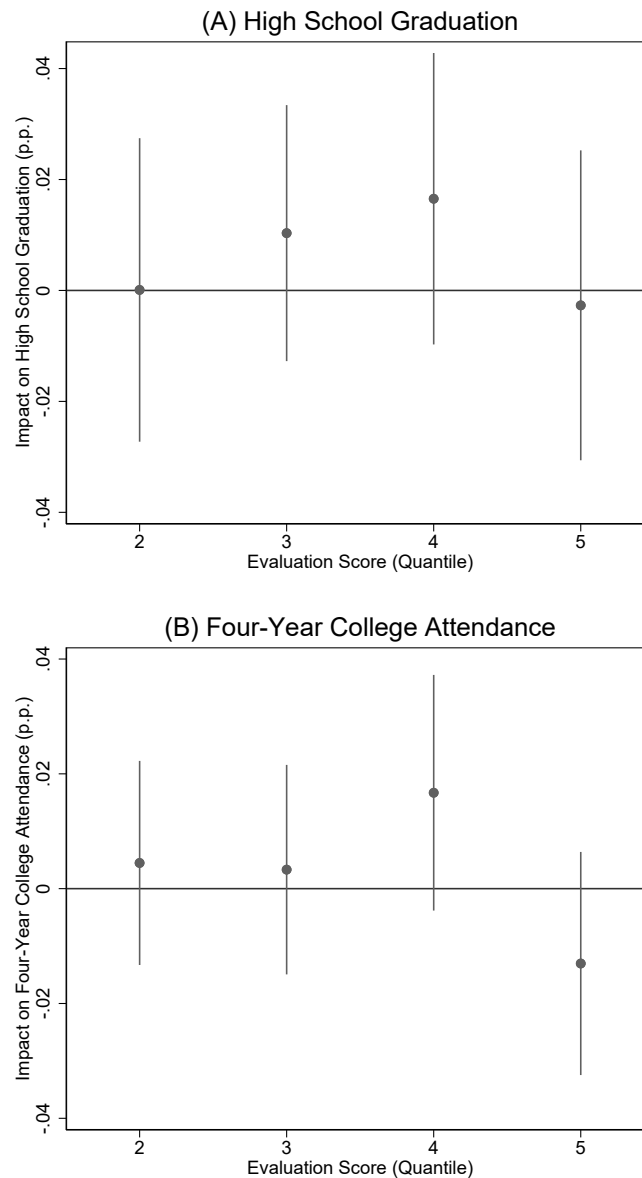 (A) High School Graduation
Impact on High School Graduation (p.p.)
.04
.02
0
-.02
-.04
2 3 4 5
Evaluation Score (Quantile)
(B) Four-Year College Attendance
Impact on Four-Year College Attendance (p.p.)
.04
.02
0
-.02
-.04
2 3 4 5
Evaluation Score (Quantile)